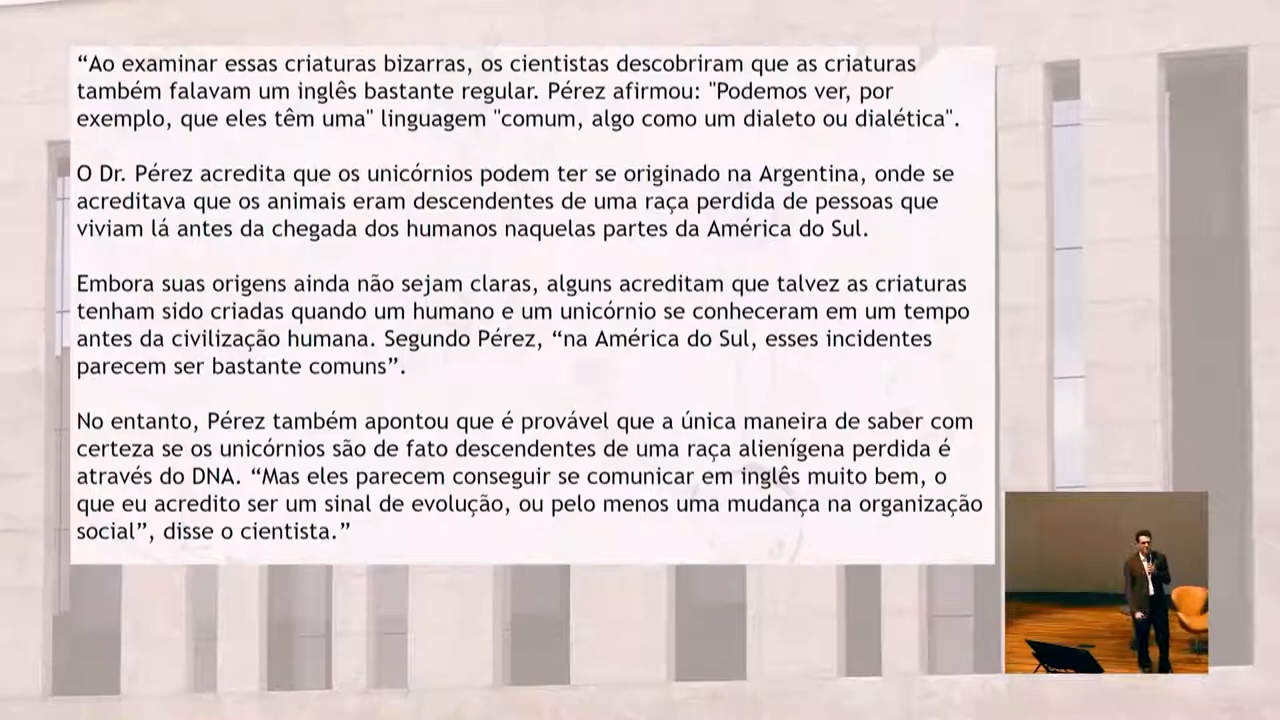 “Ao examinar essas criaturas bizarras, os cientistas descobriram que as criaturas
também falavam um inglês bastante regular. Pérez afirmou: "Podemos ver, por
exemplo, que eles têm uma" linguagem "comum, algo como um dialeto ou dialética".
O Dr. Pérez acredita que os unicórnios podem ter se originado na Argentina, onde se
acreditava que os animais eram descendentes de uma raça perdida de pessoas que
viviam lá antes da chegada dos humanos naquelas partes da América do Sul.
Embora suas origens ainda não sejam claras, alguns acreditam que talvez as criaturas
tenham sido criadas quando um humano e um unicórnio se conheceram em um tempo
antes da civilização humana. Segundo Pérez, “na América do Sul, esses incidentes
parecem ser bastante comuns”.
No entanto, Pérez também apontou que é provável que a única maneira de saber com
certeza se os unicórnios são de fato descendentes de uma raça alienígena perdida é
através do DNA. “Mas eles parecem conseguir se comunicar em inglês muito bem, o
que eu acredito ser um sinal de evolução, ou pelo menos uma mudança na organização
social”, disse o cientista.”